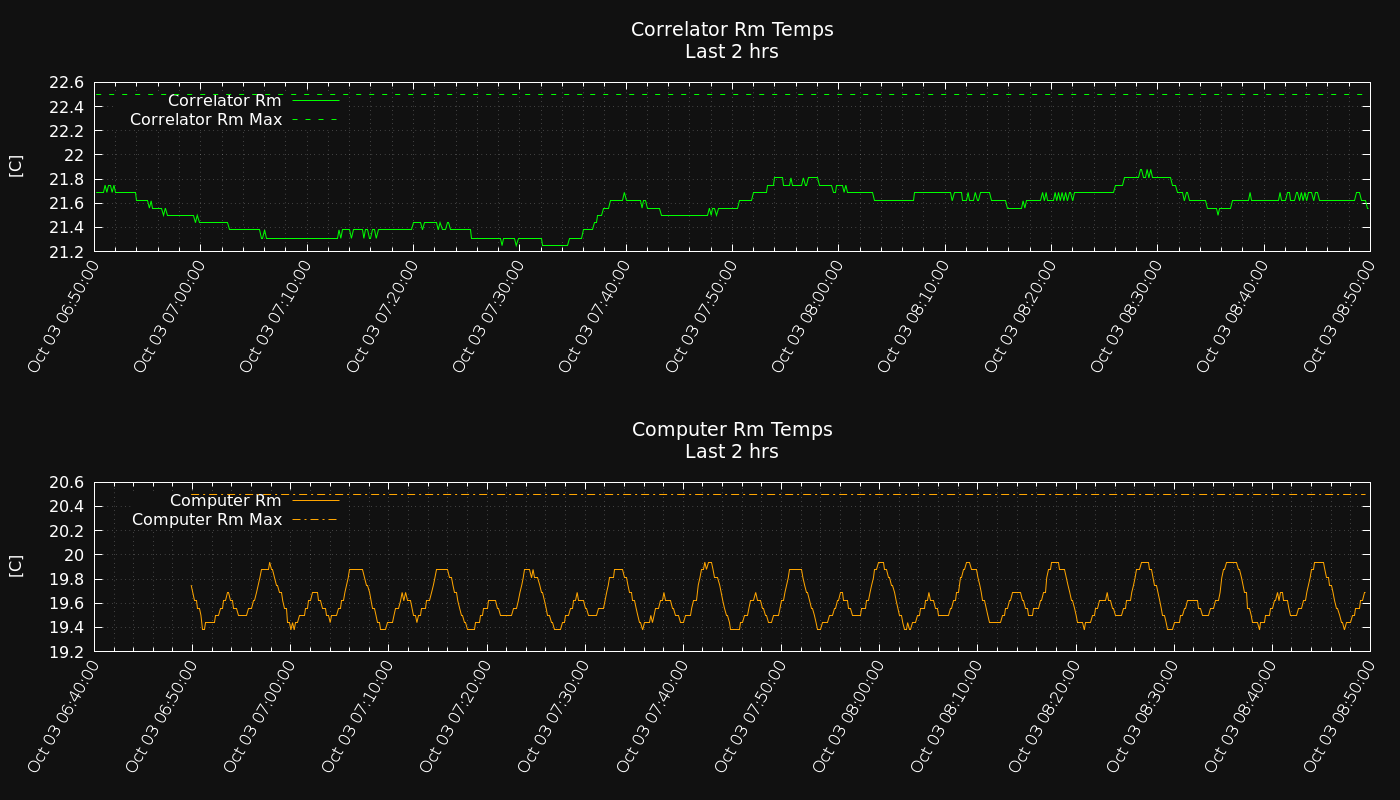 Correlator Rm Temps
Last 2 hrs
22.6
22.4
22.2
22
21.8
21.6
21.4
21.2
[C]
Correlator Rm
Correlator Rm Max
Oct 03 06:50:00
Oct 03 07:00:00
Oct 03 07:10:00
Oct 03 07:20:00
Oct 03 07:30:00
Oct 03 07:40:00
Oct 03 07:50:00
Oct 03 08:00:00
Oct 03 08:10:00
Oct 03 08:20:00
Oct 03 08:30:00
Oct 03 08:40:00
Oct 03 08:50:00
Computer Rm Temps
Last 2 hrs
20.6
20.4
20.2
20
19.8
19.6
19.4
19.2
[C]
Computer Rm
Computer Rm Max
Oct 03 06:40:00
Oct 03 06:50:00
Oct 03 07:00:00
Oct 03 07:10:00
Oct 03 07:20:00
Oct 03 07:30:00
Oct 03 07:40:00
Oct 03 07:50:00
Oct 03 08:00:00
Oct 03 08:10:00
Oct 03 08:20:00
Oct 03 08:30:00
Oct 03 08:40:00
Oct 03 08:50:00